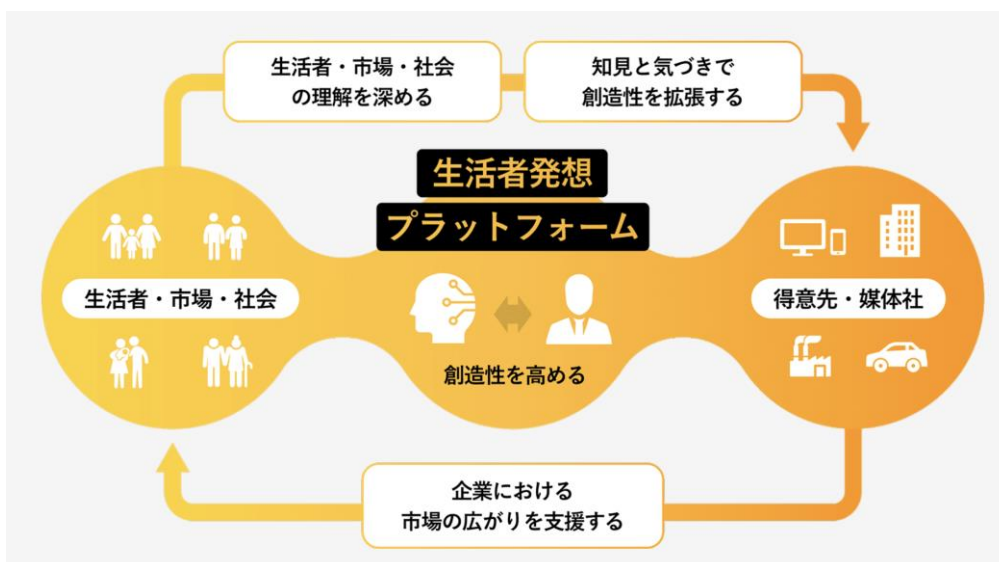 生活者・市場・社会
の理解を深める
知見と気づきで
創造性を拡張する
生活者発想
プラットフォーム
生活者・市場・社会
創造性を高める
得意先・媒体社
企業における
市場の広がりを支援する